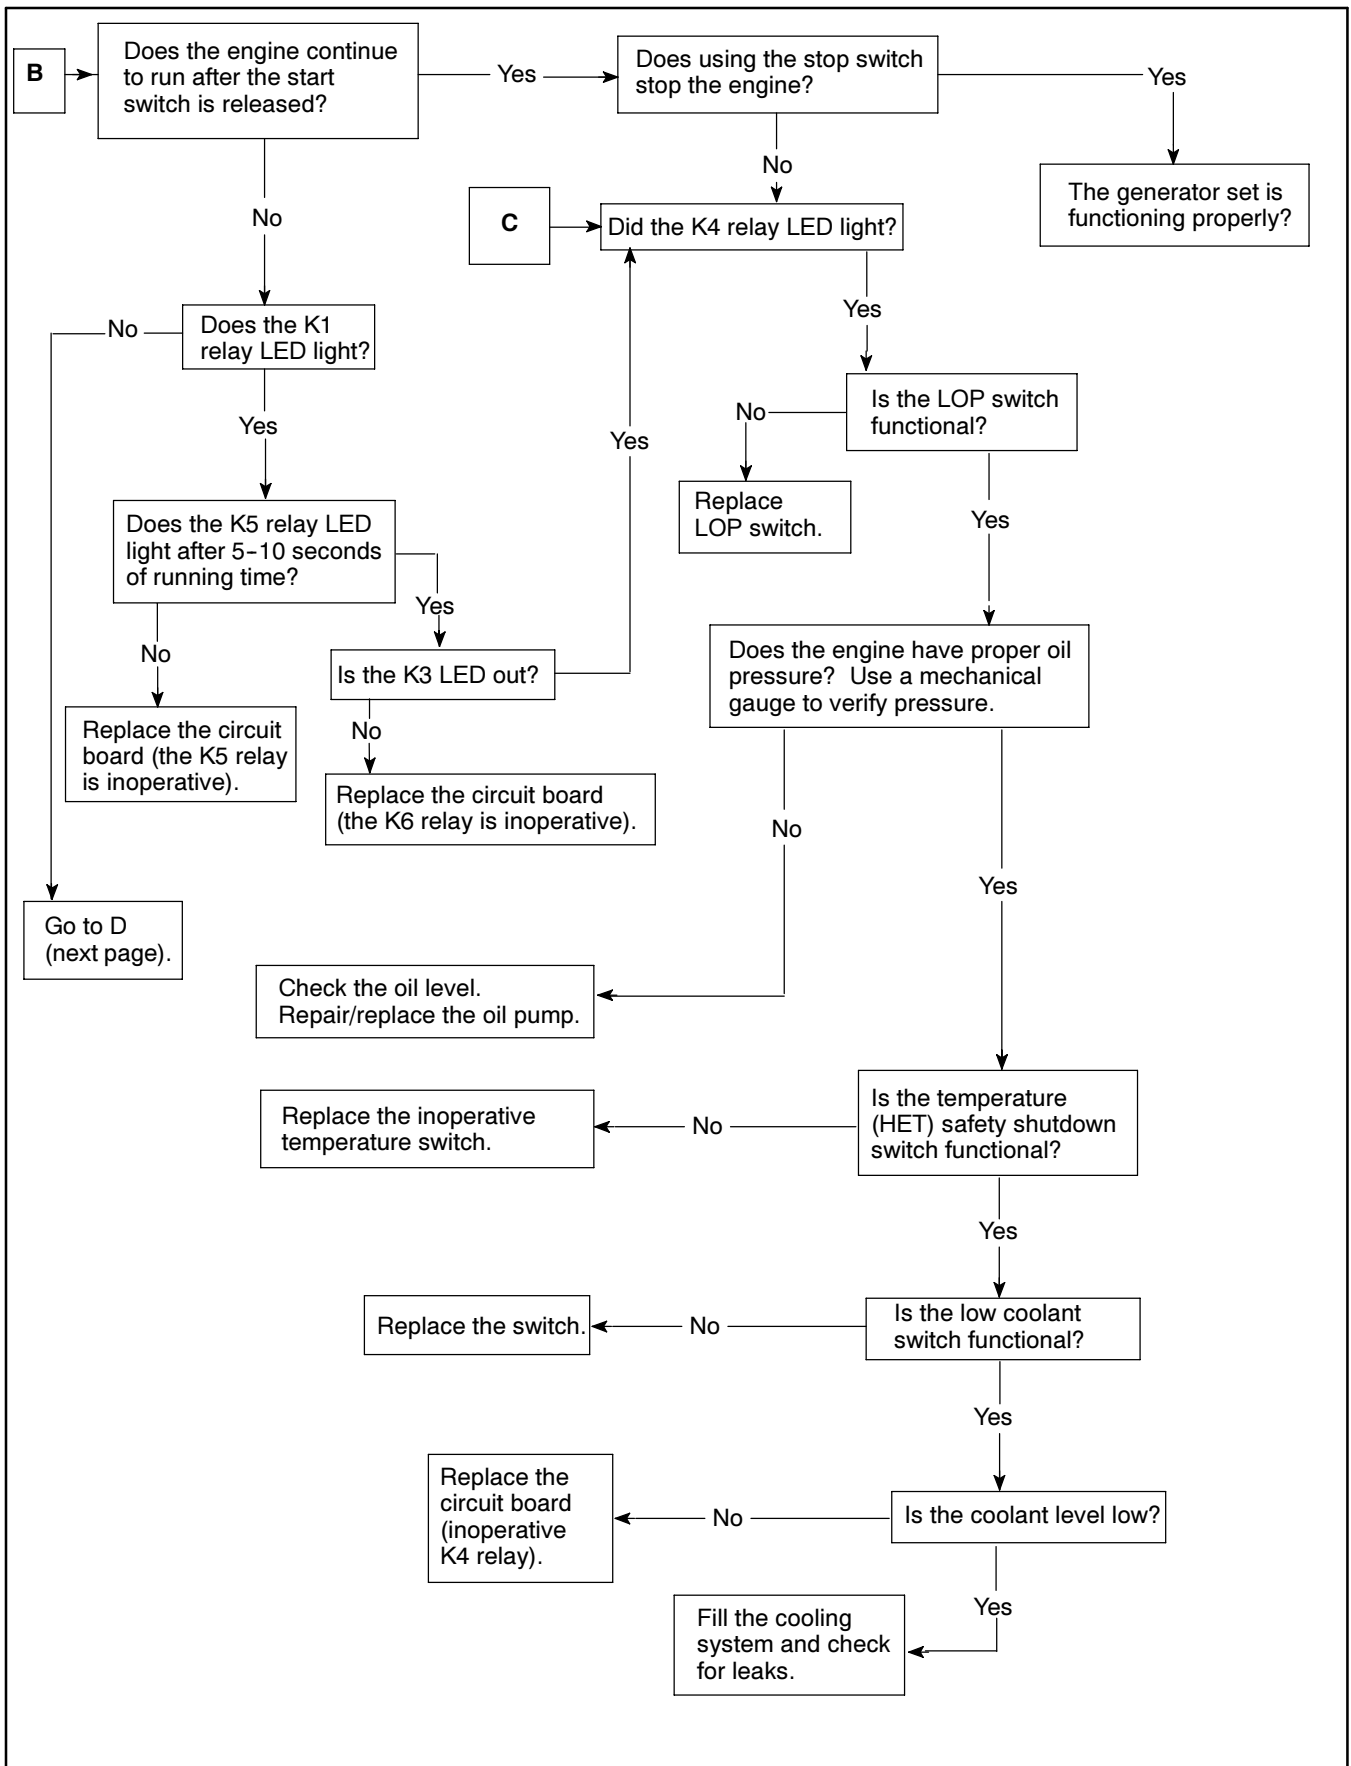 B
Does the engine continue
to run after the start
switch is released?
Yes
Does using the stop switch
stop the engine?
Yes
No
The generator set is
functioning properly?
No
C
Did the K4 relay LED light?
Yes
No
Does the K1
relay LED light?
Yes
Is the LOP switch
functional?
No
Yes
Replace
LOP switch.
Yes
Does the K5 relay LED
light after 5-10 seconds
of running time?
Yes
No
Is the K3 LED out?
No
Does the engine have proper oil
pressure? Use a mechanical
gauge to verify pressure.
Replace the circuit
board (the K5 relay
is inoperative).
Replace the circuit board
(the K6 relay is inoperative).
No
Yes
Go to D
(next page).
Check the oil level.
Repair/replace the oil pump.
Is the temperature
(HET) safety shutdown
switch functional?
No
Replace the inoperative
temperature switch.
Yes
Is the low coolant
switch functional?
No
Replace the switch.
Yes
Is the coolant level low?
No
Replace the
circuit board
(inoperative
K4 relay).
Yes
Fill the cooling
system and check
for leaks.